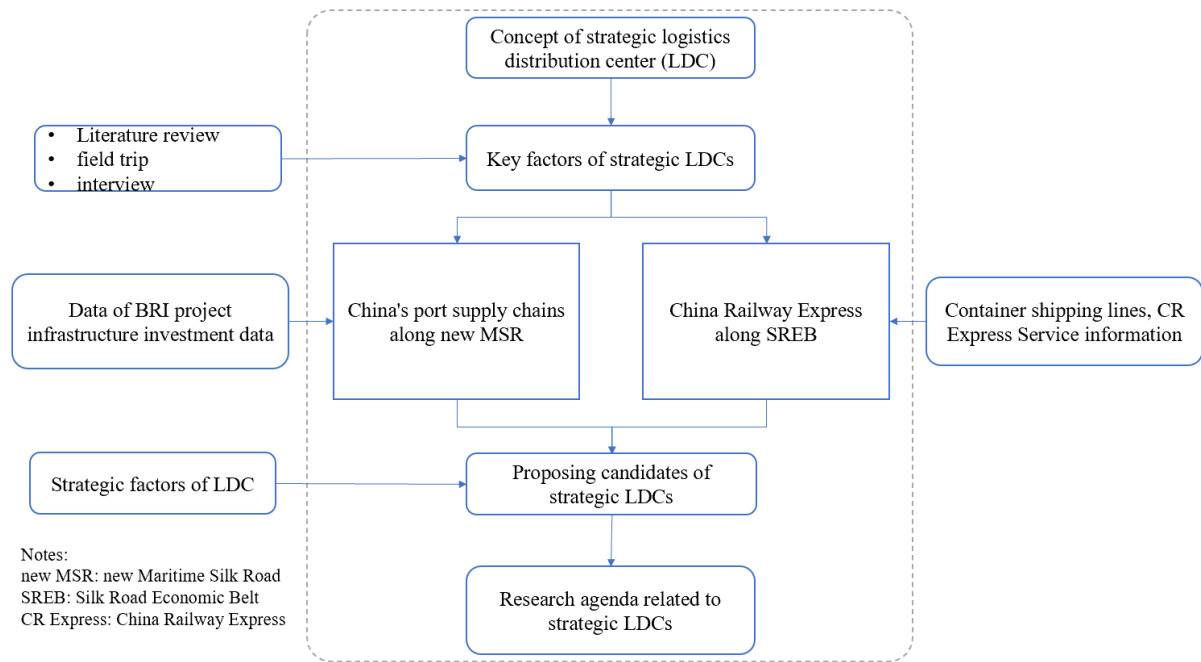 Concept of strategic logistics
distribution center (LDC)
• Literature review
• field trip
• interview
Key factors of strategic LDCs
Data of BRI project
infrastructure investment data
China's port supply chains
along new MSR
China Railway Express
along SREB
Container shipping lines, CR
Express Service information
Strategic factors of LDC
Proposing candidates of
strategic LDCs
Notes:
new MSR: new Maritime Silk Road
SREB: Silk Road Economic Belt
CR Express: China Railway Express
Research agenda related to
strategic LDCs